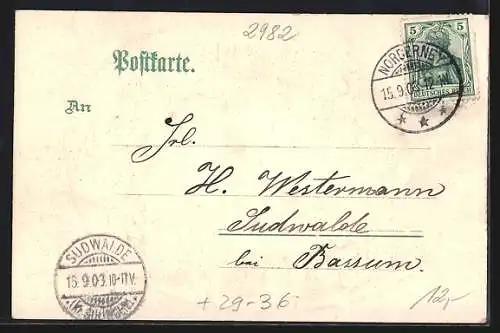 2982
5 5
DEUTSCHES REICH
NORDERNEY
15.9.03.12-1N.
* * *
Postkarte.
An
Frl.
H. Westermann
Sudwalde
bei Bassum.
SUDWALDE
15.9.03.10-11V.
+ 29-36
12,-